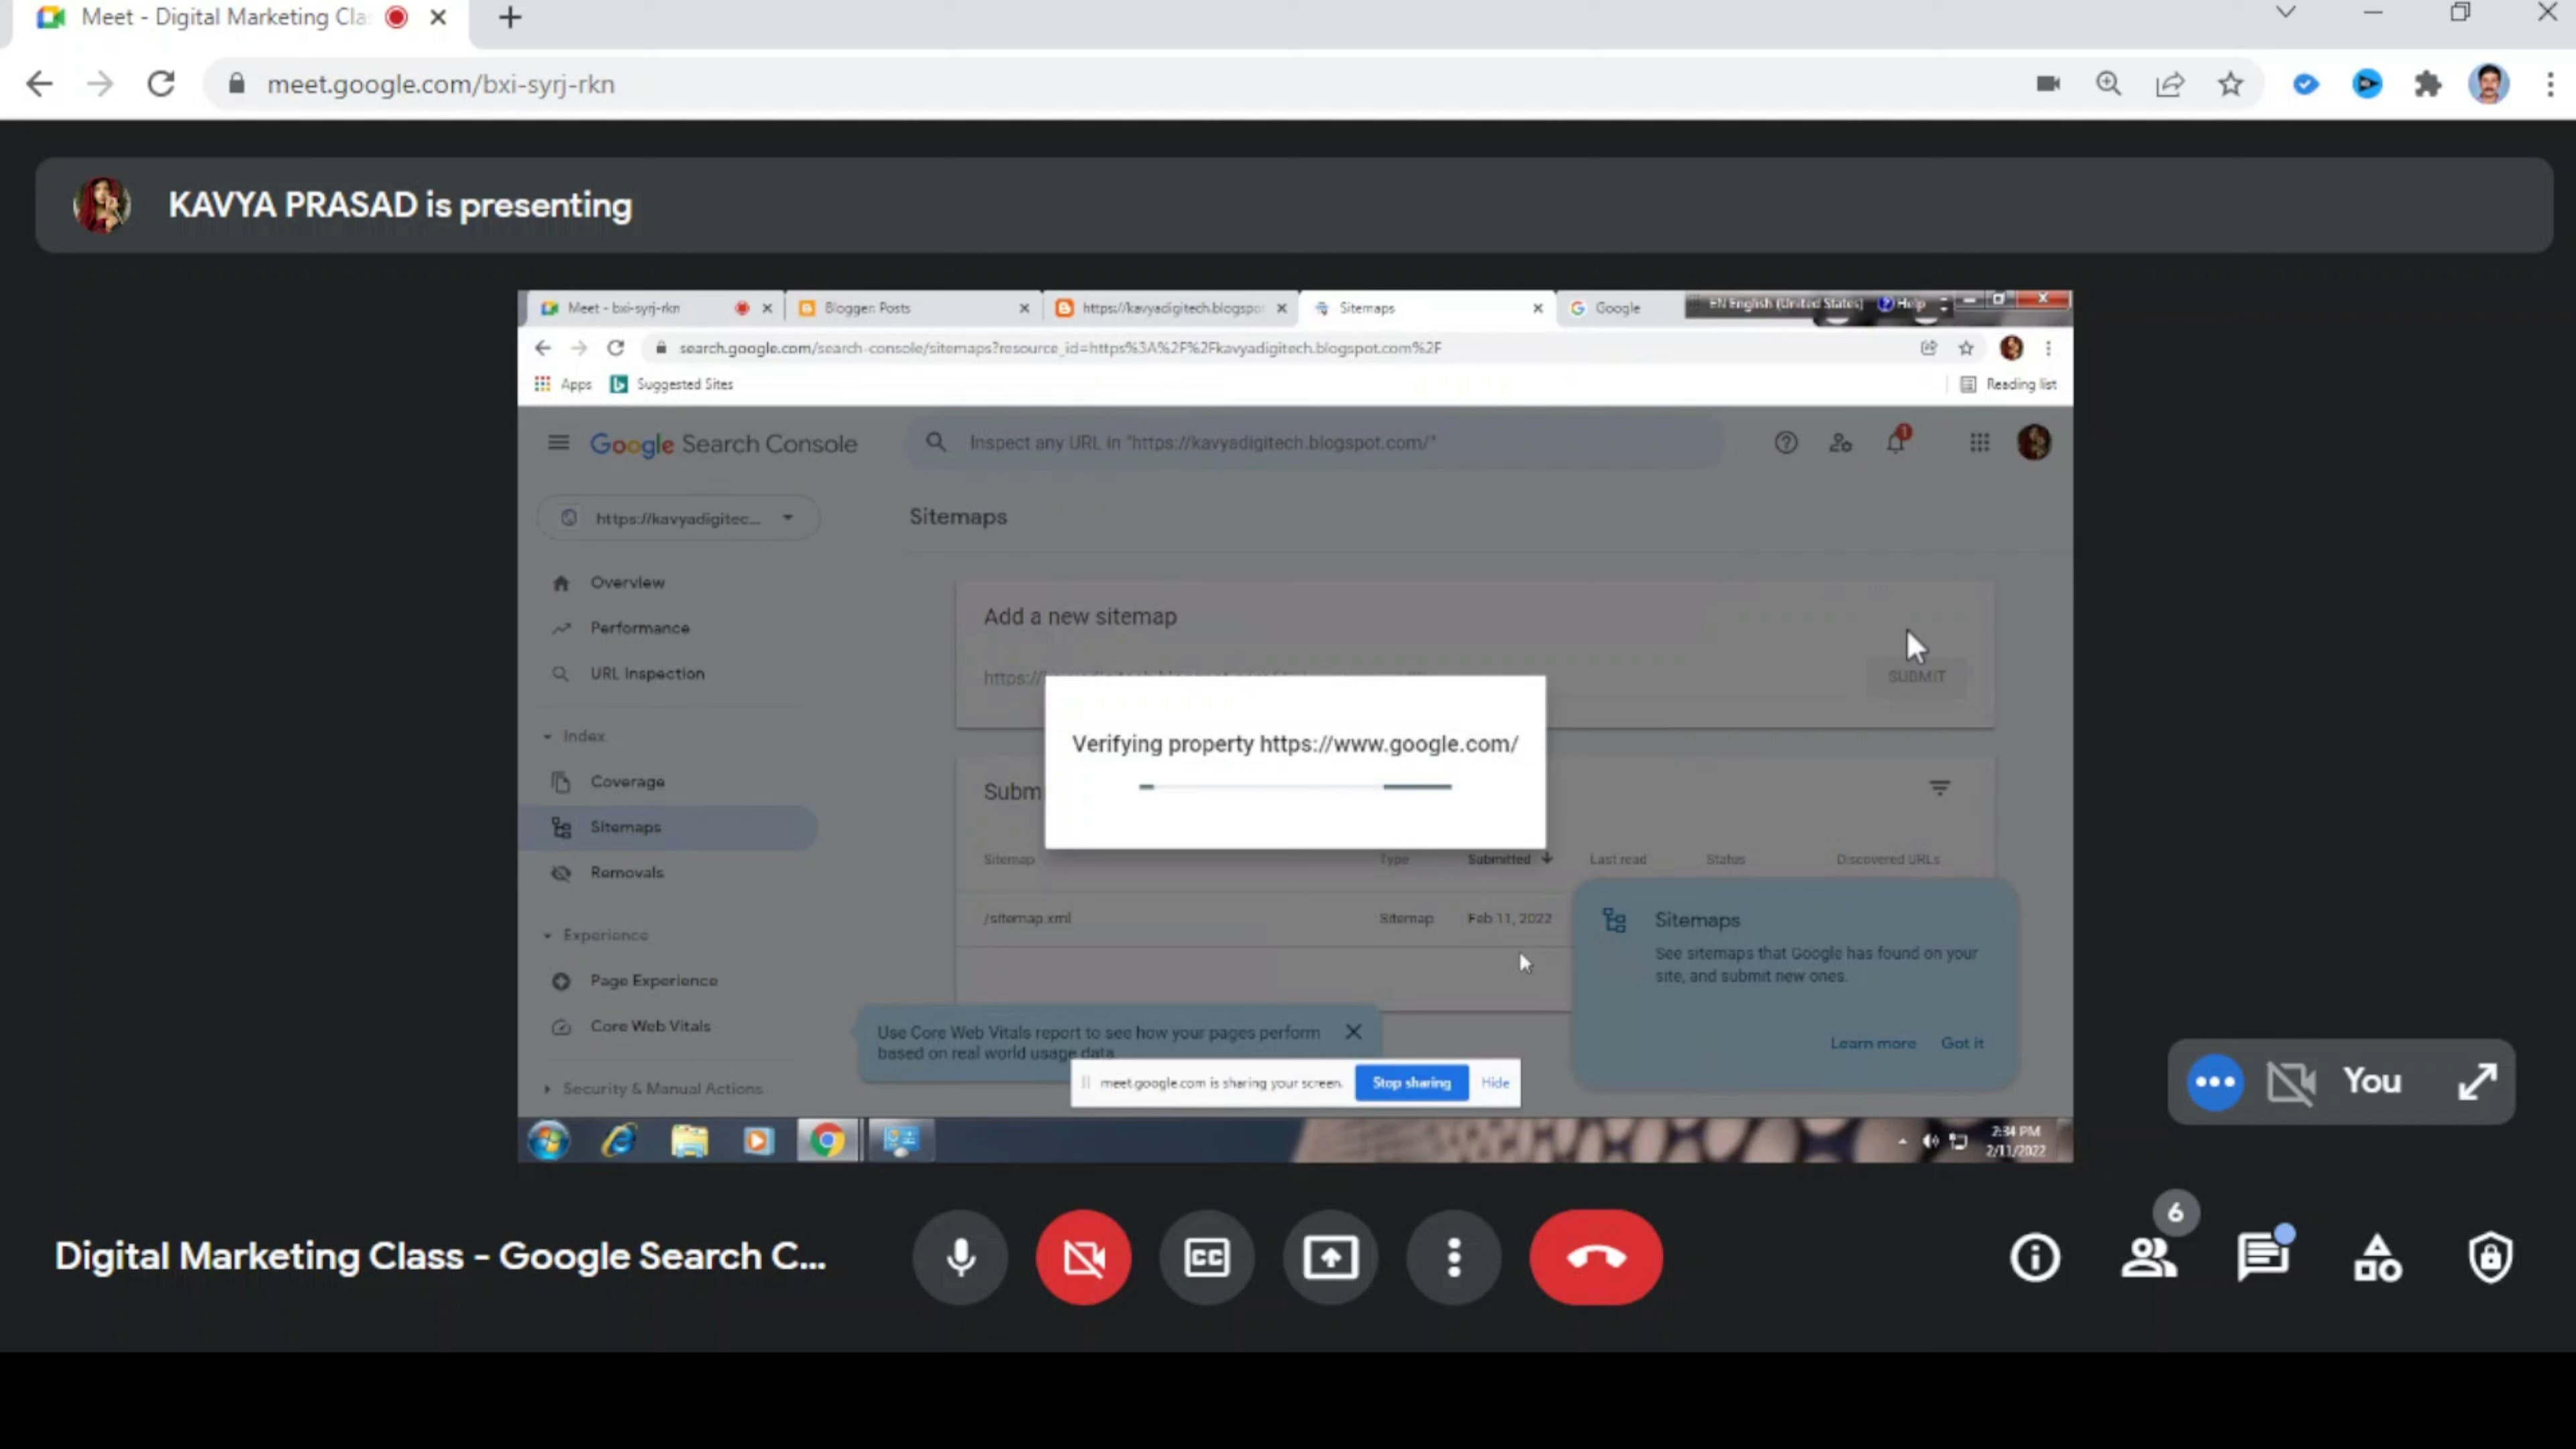 Meet - Digital Marketing Cla
meet.google.com/bxi-syrj-rkn
KAVYA PRASAD is presenting
Meet - bxi-syrj-rkn
Blogger: Posts
https://kavyadigitech.blogspo
Sitemaps
Google
EN English (United States)
Help
search.google.com/search-console/sitemaps?resource_id=https%3A%2F%2Fkavyadigitech.blogspot.com%2F
Apps
Suggested Sites
Reading list
Google Search Console
Inspect any URL in "https://kavyadigitech.blogspot.com/"
1
https://kavyadigitec...
Sitemaps
Overview
Performance
URL Inspection
Index
Coverage
Sitemaps
Removals
Experience
Page Experience
Core Web Vitals
Security & Manual Actions
Add a new sitemap
https://
SUBMIT
Verifying property https://www.google.com/
Subm
Sitemap
Type
Submitted
Last read
Status
Discovered URLs
/sitemap.xml
Sitemap
Feb 11, 2022
Sitemaps
See sitemaps that Google has found on your
site, and submit new ones.
Learn more
Got it
Use Core Web Vitals report to see how your pages perform
based on real world usage data
meet.google.com is sharing your screen.
Stop sharing
Hide
2:34 PM
2/11/2022
You
Digital Marketing Class - Google Search C...
CC
6